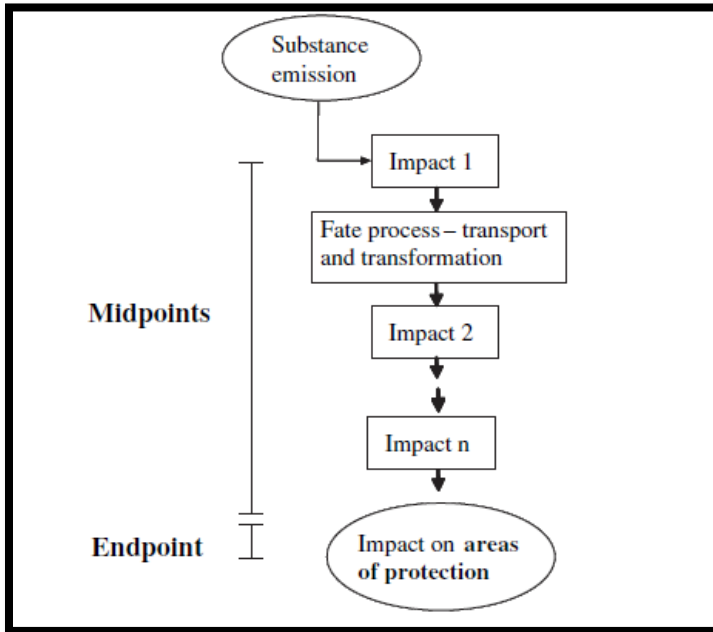 Substance
emission
Impact 1
Fate process – transport
and transformation
Midpoints
Impact 2
Impact n
Endpoint
Impact on areas
of protection